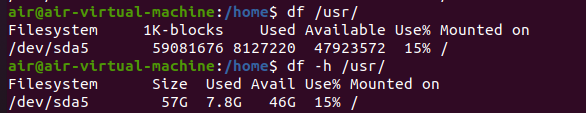 air@air-virtual-machine:/home$ df /usr/
Filesystem     1K-blocks    Used Available Use% Mounted on
/dev/sda5       59081676 8127220  47923572  15% /
air@air-virtual-machine:/home$ df -h /usr/
Filesystem      Size  Used Avail Use% Mounted on
/dev/sda5        57G  7.8G   46G  15% /